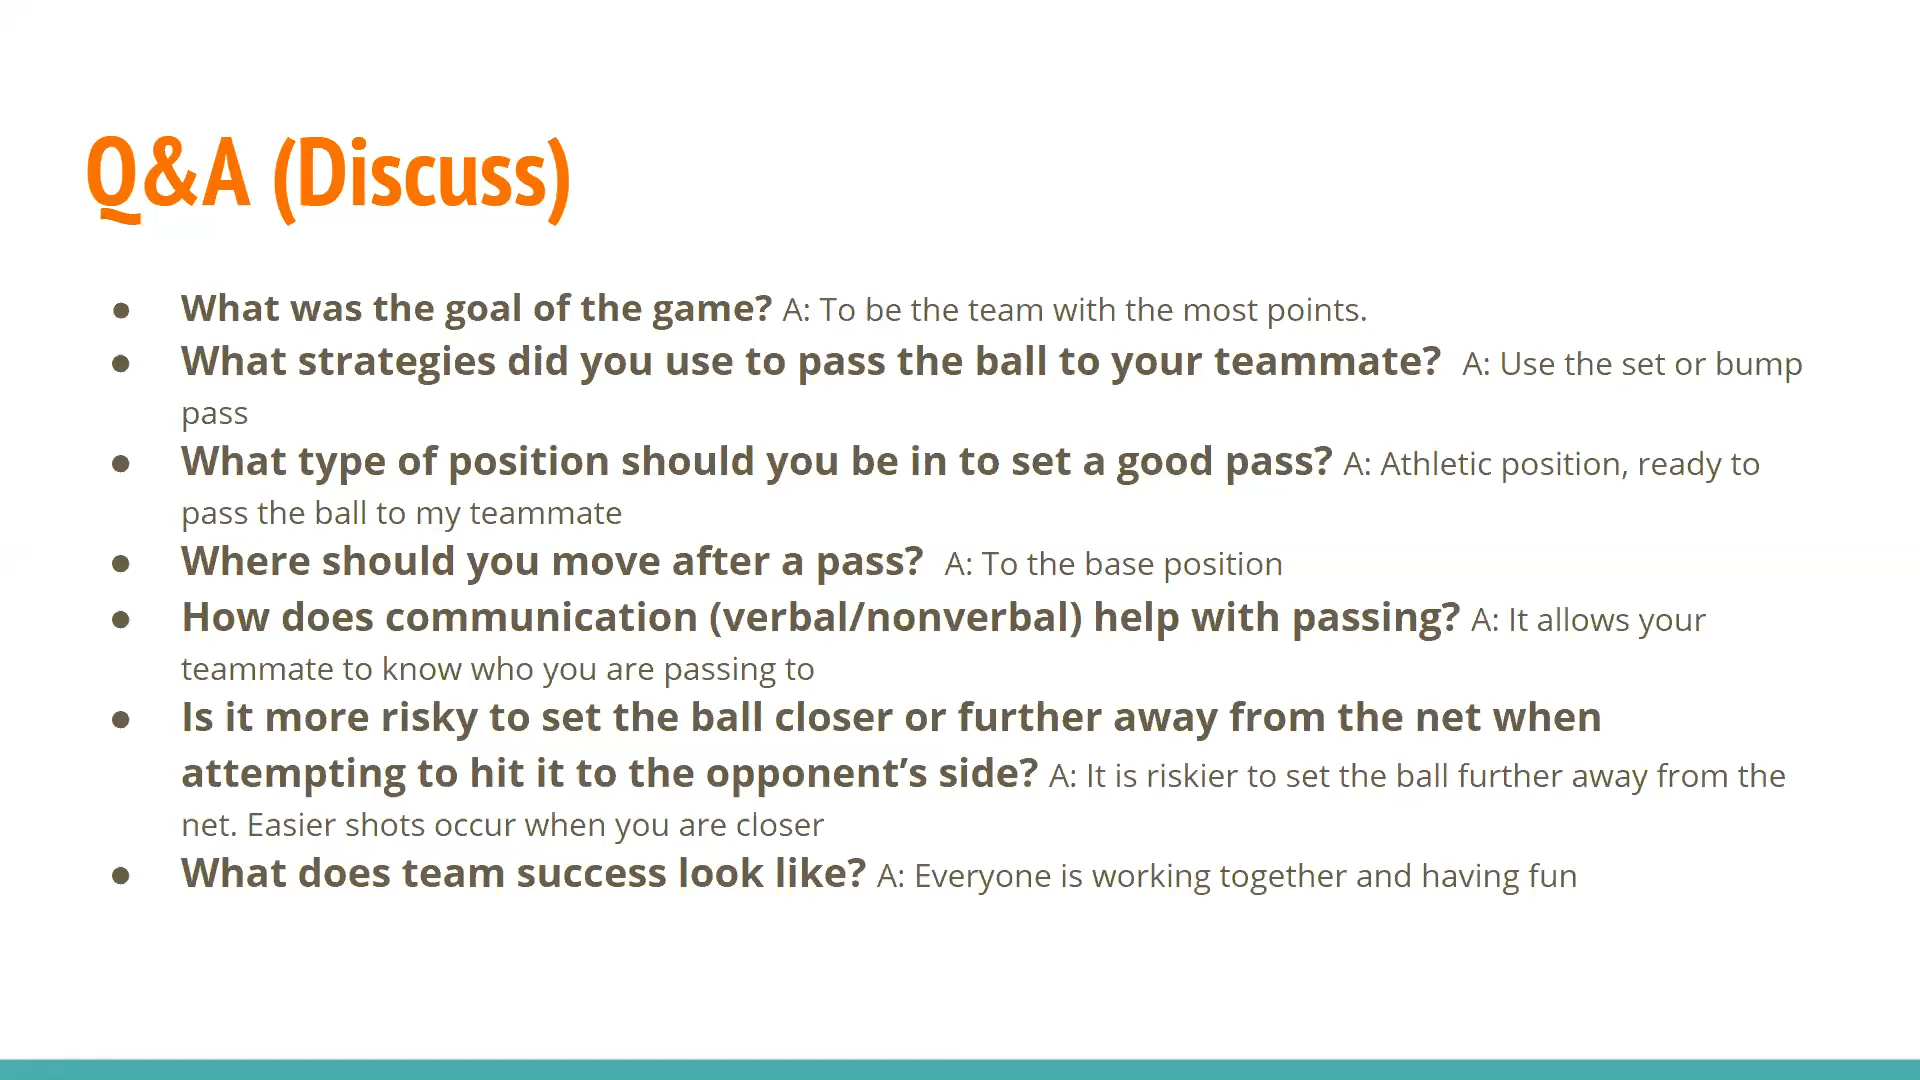 Q&A (Discuss)
● What was the goal of the game? A: To be the team with the most points.
● What strategies did you use to pass the ball to your teammate?  A: Use the set or bump
pass
● What type of position should you be in to set a good pass? A: Athletic position, ready to
pass the ball to my teammate
● Where should you move after a pass?  A: To the base position
● How does communication (verbal/nonverbal) help with passing? A: It allows your
teammate to know who you are passing to
● Is it more risky to set the ball closer or further away from the net when
attempting to hit it to the opponent’s side? A: It is riskier to set the ball further away from the
net. Easier shots occur when you are closer
● What does team success look like? A: Everyone is working together and having fun